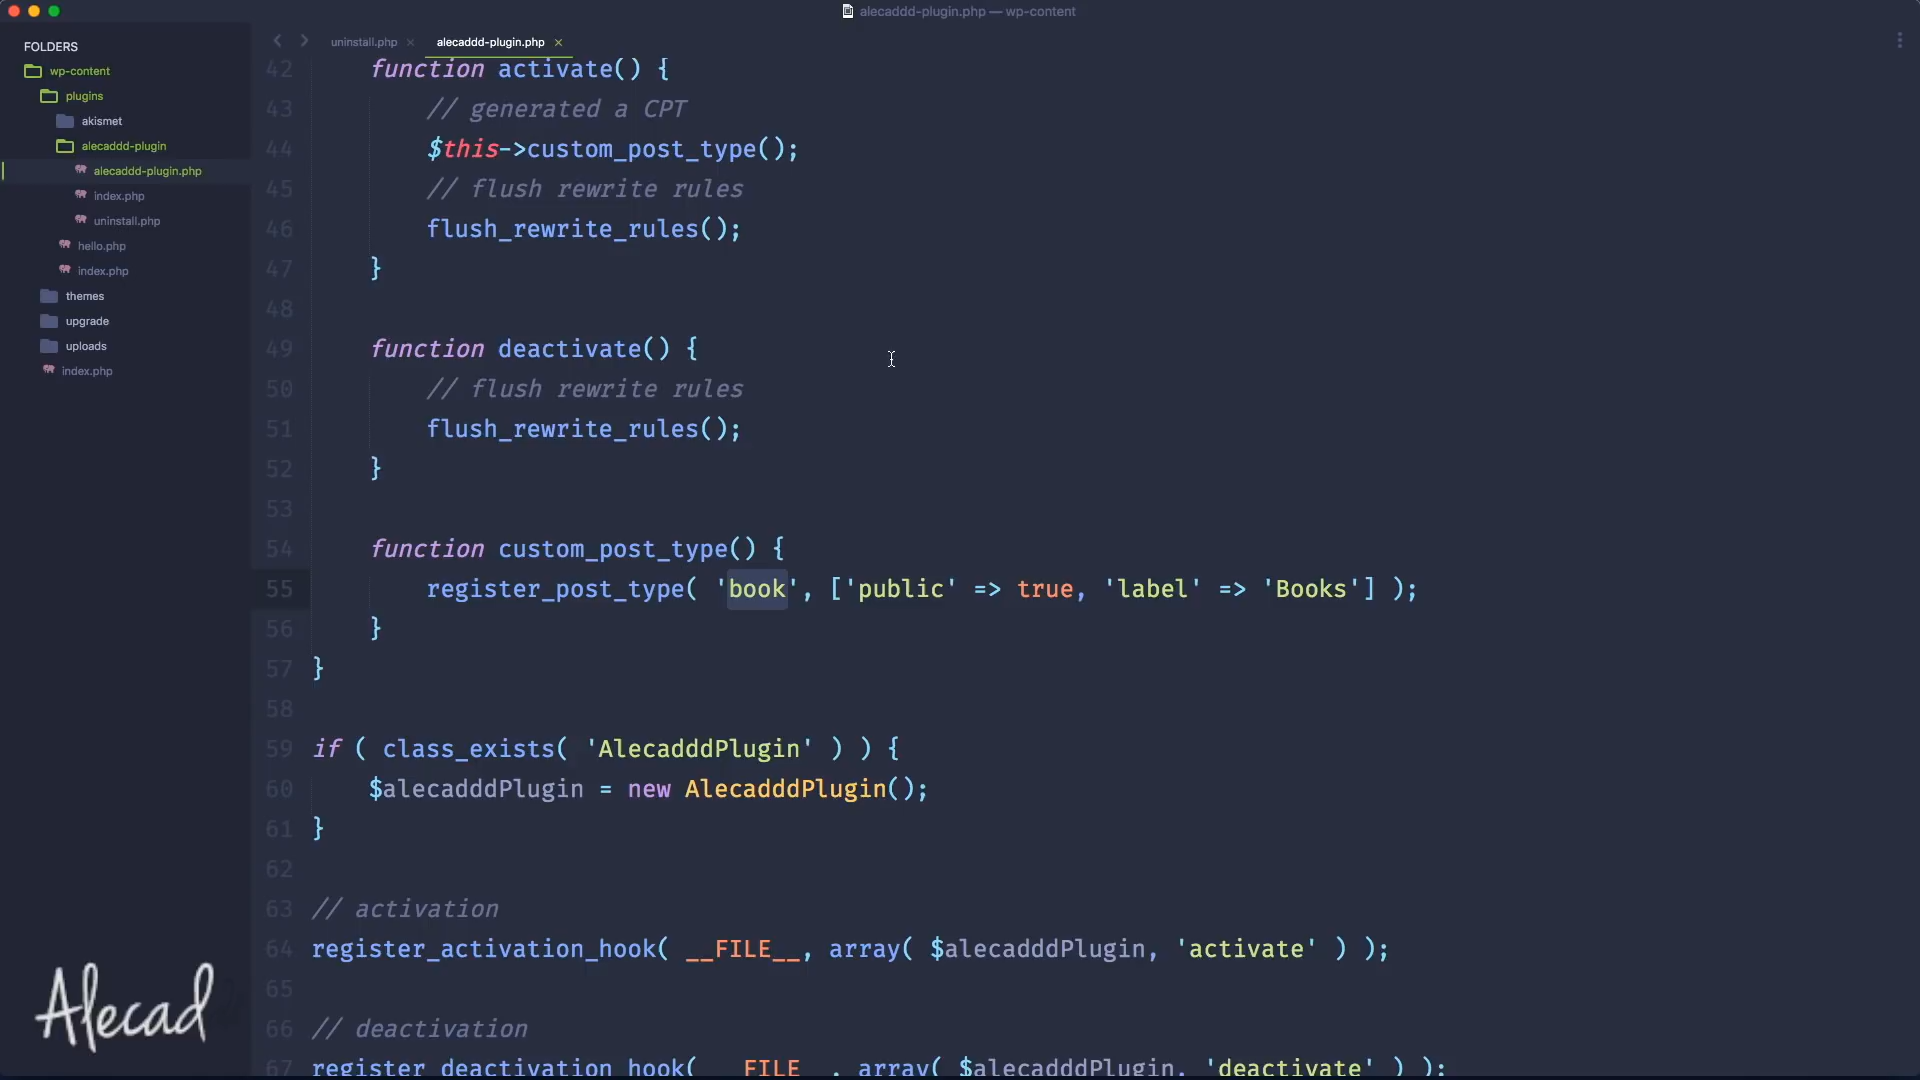 alecaddd-plugin.php — wp-content
FOLDERS
wp-content
plugins
akismet
alecaddd-plugin
alecaddd-plugin.php
index.php
uninstall.php
hello.php
index.php
themes
upgrade
uploads
index.php
uninstall.php ×
alecaddd-plugin.php ×
42 function activate() {
43 // generated a CPT
44 $this->custom_post_type();
45 // flush rewrite rules
46 flush_rewrite_rules();
47 }
48
49 function deactivate() {
50 // flush rewrite rules
51 flush_rewrite_rules();
52 }
53
54 function custom_post_type() {
55 register_post_type( 'book', ['public' => true, 'label' => 'Books'] );
56 }
57 }
58
59 if ( class_exists( 'AlecadddPlugin' ) ) {
60 $alecadddPlugin = new AlecadddPlugin();
61 }
62
63 // activation
64 register_activation_hook( __FILE__, array( $alecadddPlugin, 'activate' ) );
65
66 // deactivation
67 register_deactivation_hook( __FILE__, array( $alecadddPlugin, 'deactivate' ) );
Alecad